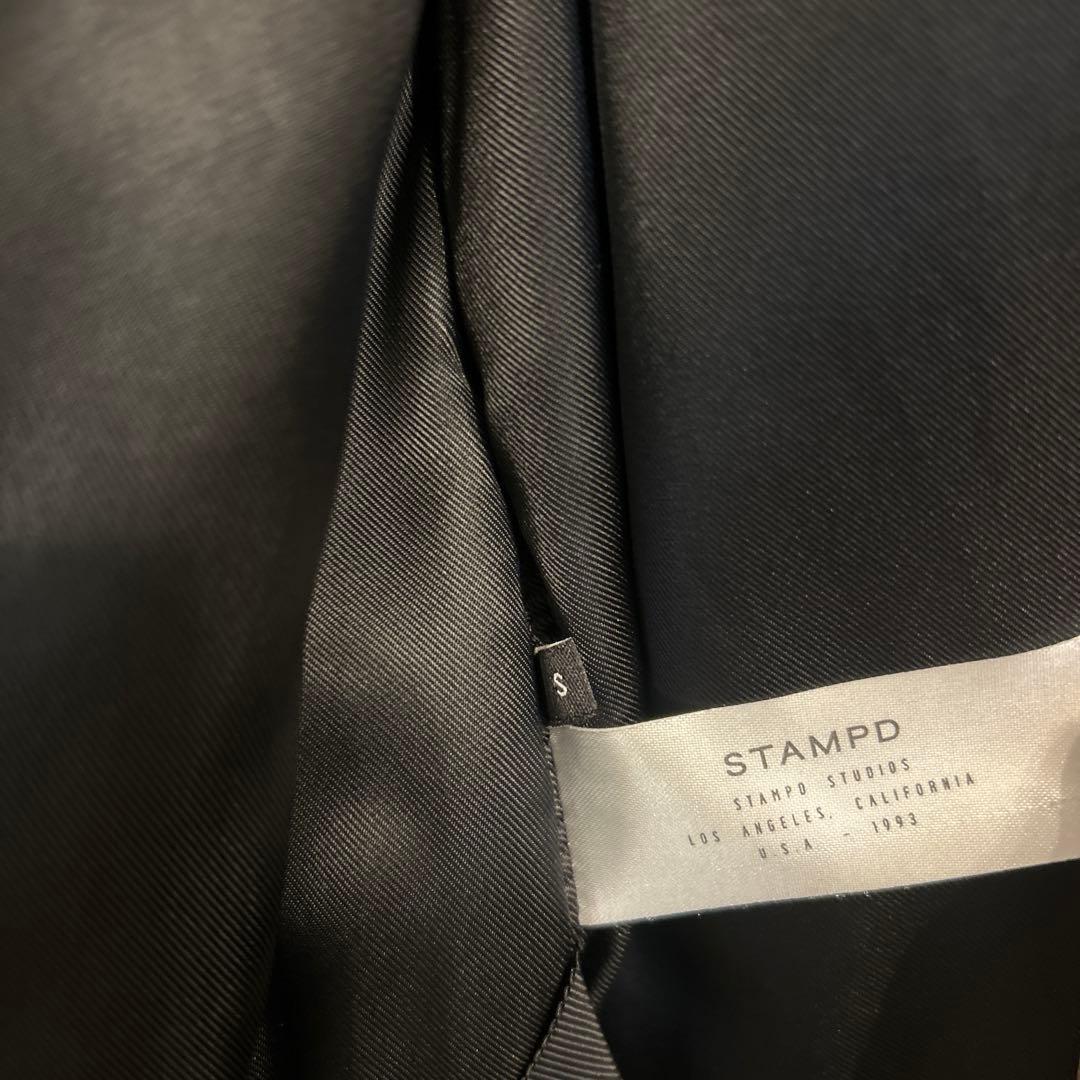 S
STAMPD
STAMPD STUDIOS
LOS ANGELES, CALIFORNIA
U.S.A - 1993